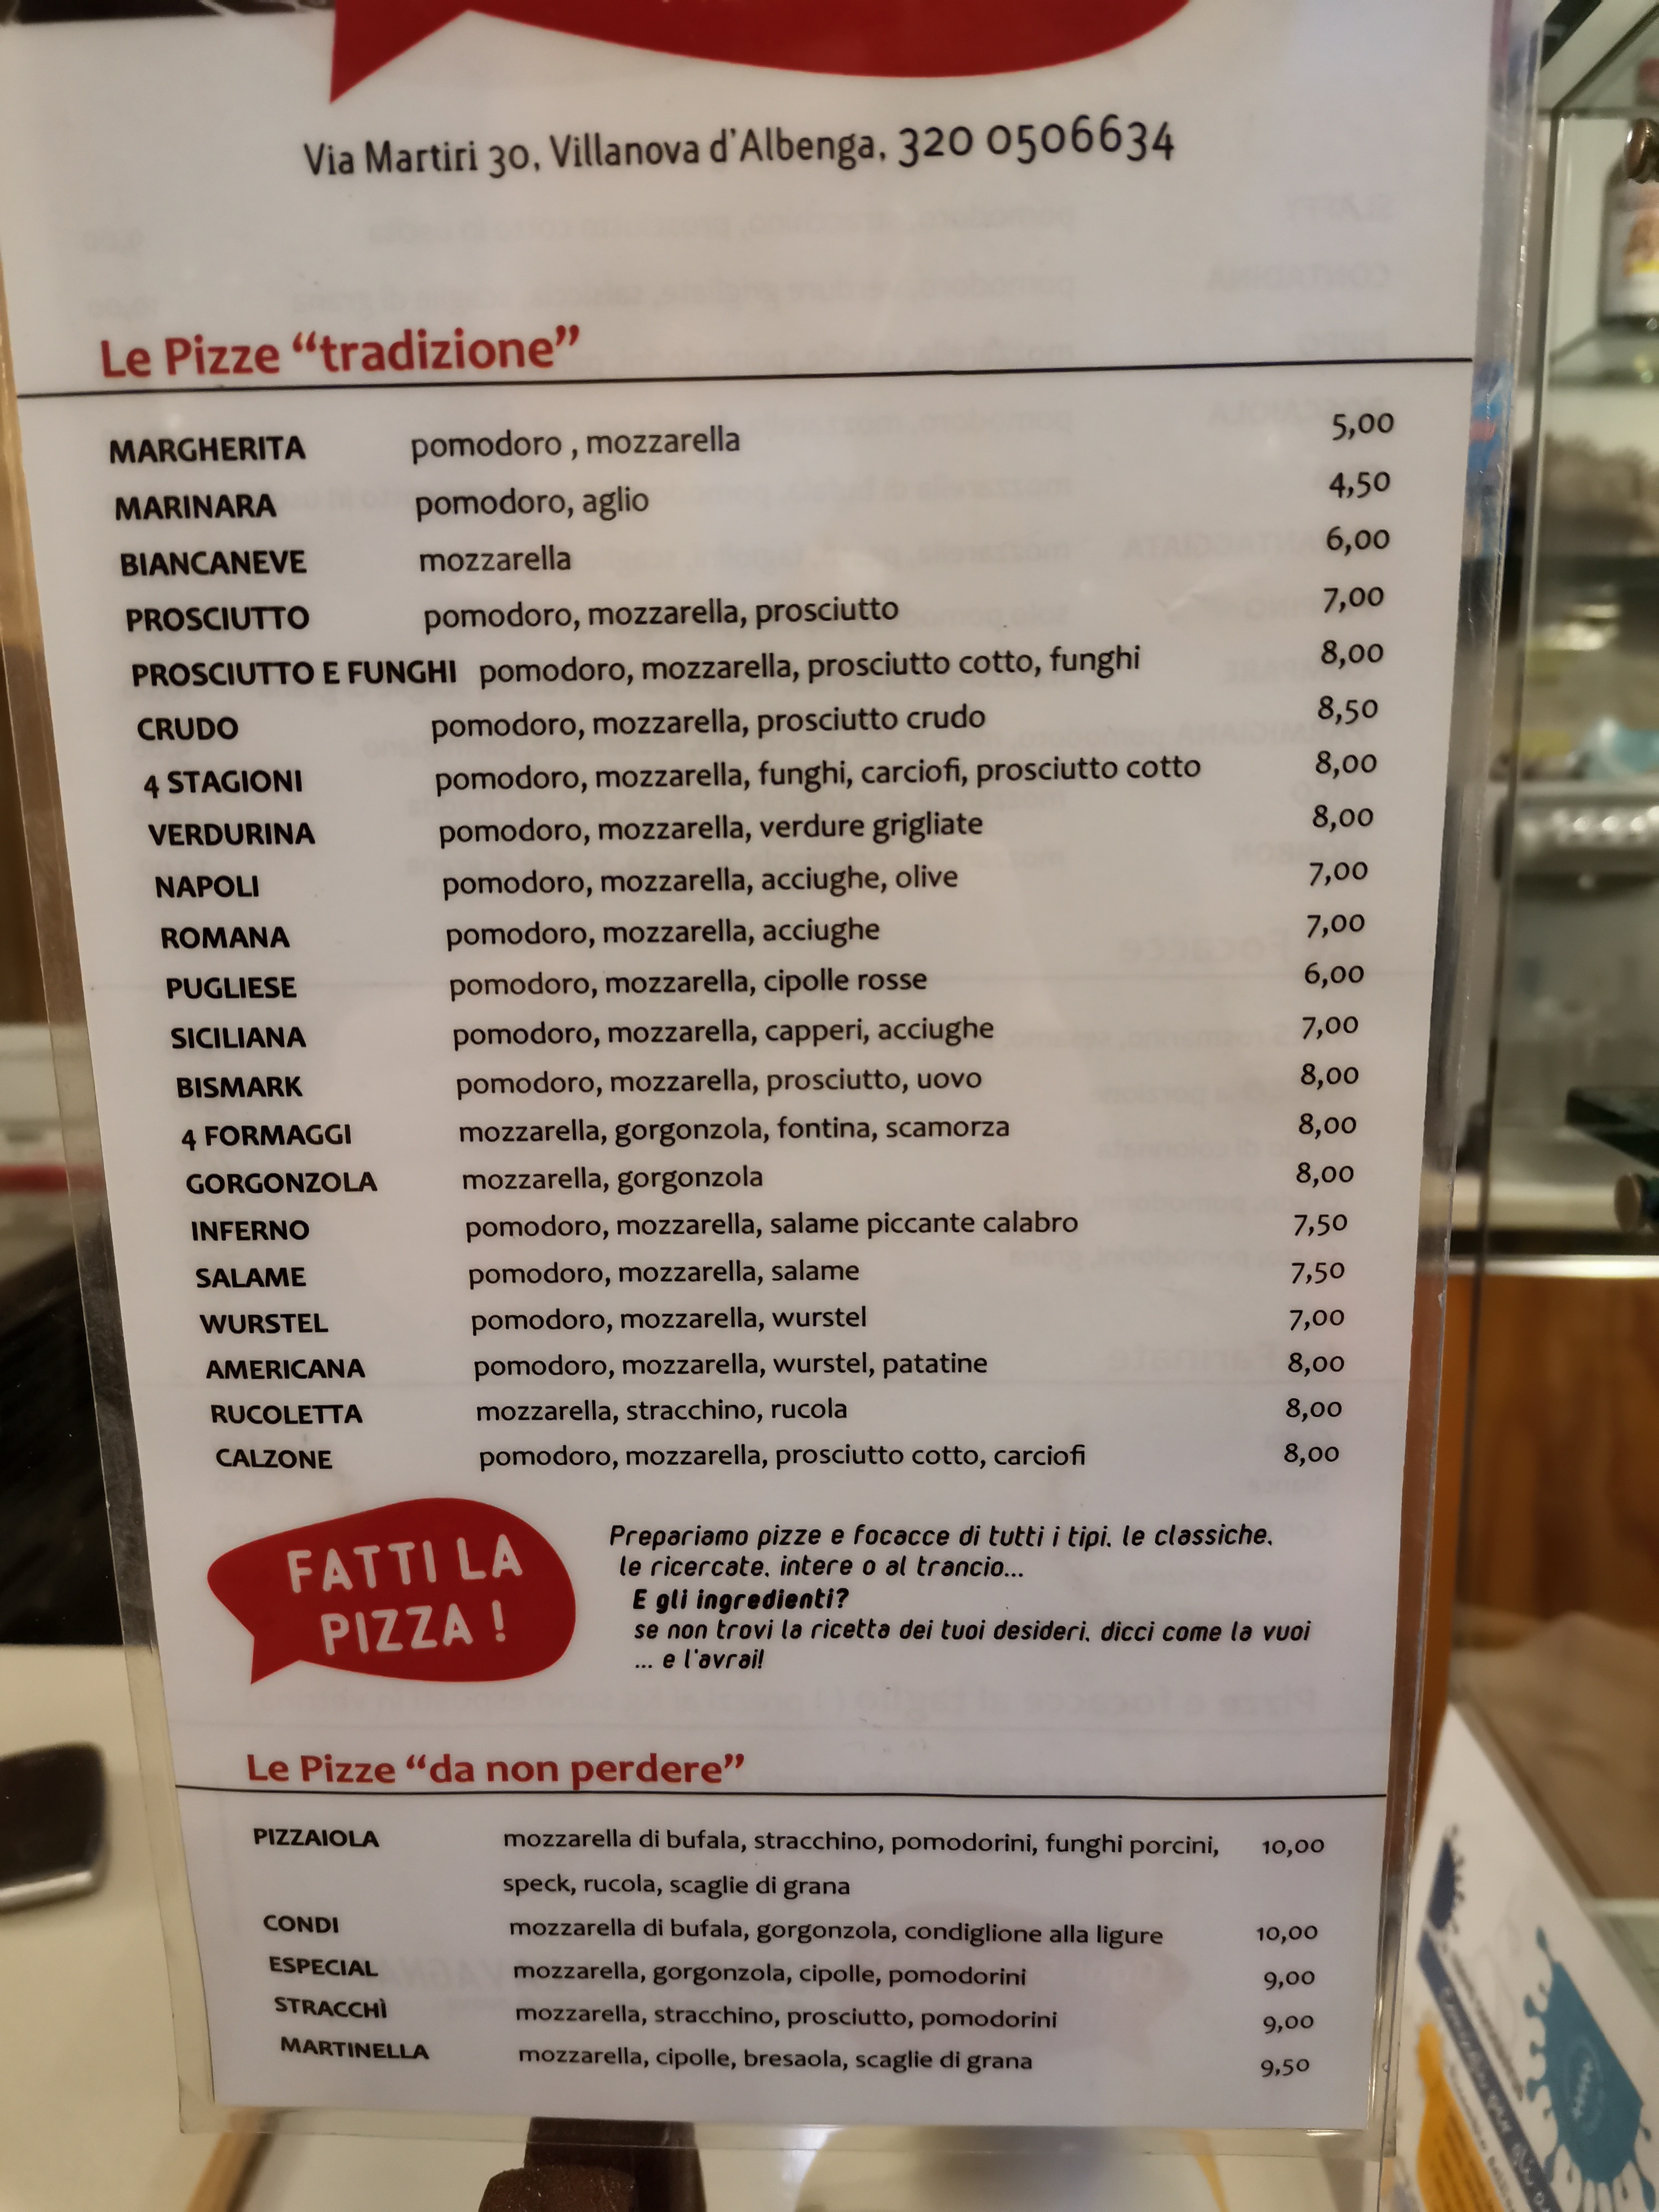 Via Martiri 30, Villanova d'Albenga, 320 0506634
Le Pizze “tradizione”
MARGHERITA pomodoro , mozzarella 5,00
MARINARA pomodoro, aglio 4,50
BIANCANEVE mozzarella 6,00
PROSCIUTTO pomodoro, mozzarella, prosciutto 7,00
PROSCIUTTO E FUNGHI pomodoro, mozzarella, prosciutto cotto, funghi 8,00
CRUDO pomodoro, mozzarella, prosciutto crudo 8,50
4 STAGIONI pomodoro, mozzarella, funghi, carciofi, prosciutto cotto 8,00
VERDURINA pomodoro, mozzarella, verdure grigliate 8,00
NAPOLI pomodoro, mozzarella, acciughe, olive 7,00
ROMANA pomodoro, mozzarella, acciughe 7,00
PUGLIESE pomodoro, mozzarella, cipolle rosse 6,00
SICILIANA pomodoro, mozzarella, capperi, acciughe 7,00
BISMARK pomodoro, mozzarella, prosciutto, uovo 8,00
4 FORMAGGI mozzarella, gorgonzola, fontina, scamorza 8,00
GORGONZOLA mozzarella, gorgonzola 8,00
INFERNO pomodoro, mozzarella, salame piccante calabro 7,50
SALAME pomodoro, mozzarella, salame 7,50
WURSTEL pomodoro, mozzarella, wurstel 7,00
AMERICANA pomodoro, mozzarella, wurstel, patatine 8,00
RUCOLETTA mozzarella, stracchino, rucola 8,00
CALZONE pomodoro, mozzarella, prosciutto cotto, carciofi 8,00
FATTI LA
PIZZA !
Prepariamo pizze e focacce di tutti i tipi, le classiche,
le ricercate, intere o al trancio...
E gli ingredienti?
se non trovi la ricetta dei tuoi desideri, dicci come la vuoi
... e l'avrai!
Le Pizze “da non perdere”
PIZZAIOLA mozzarella di bufala, stracchino, pomodorini, funghi porcini, 10,00
speck, rucola, scaglie di grana
CONDI mozzarella di bufala, gorgonzola, condiglione alla ligure 10,00
ESPECIAL mozzarella, gorgonzola, cipolle, pomodorini 9,00
STRACCHÌ mozzarella, stracchino, prosciutto, pomodorini 9,00
MARTINELLA mozzarella, cipolle, bresaola, scaglie di grana 9,50